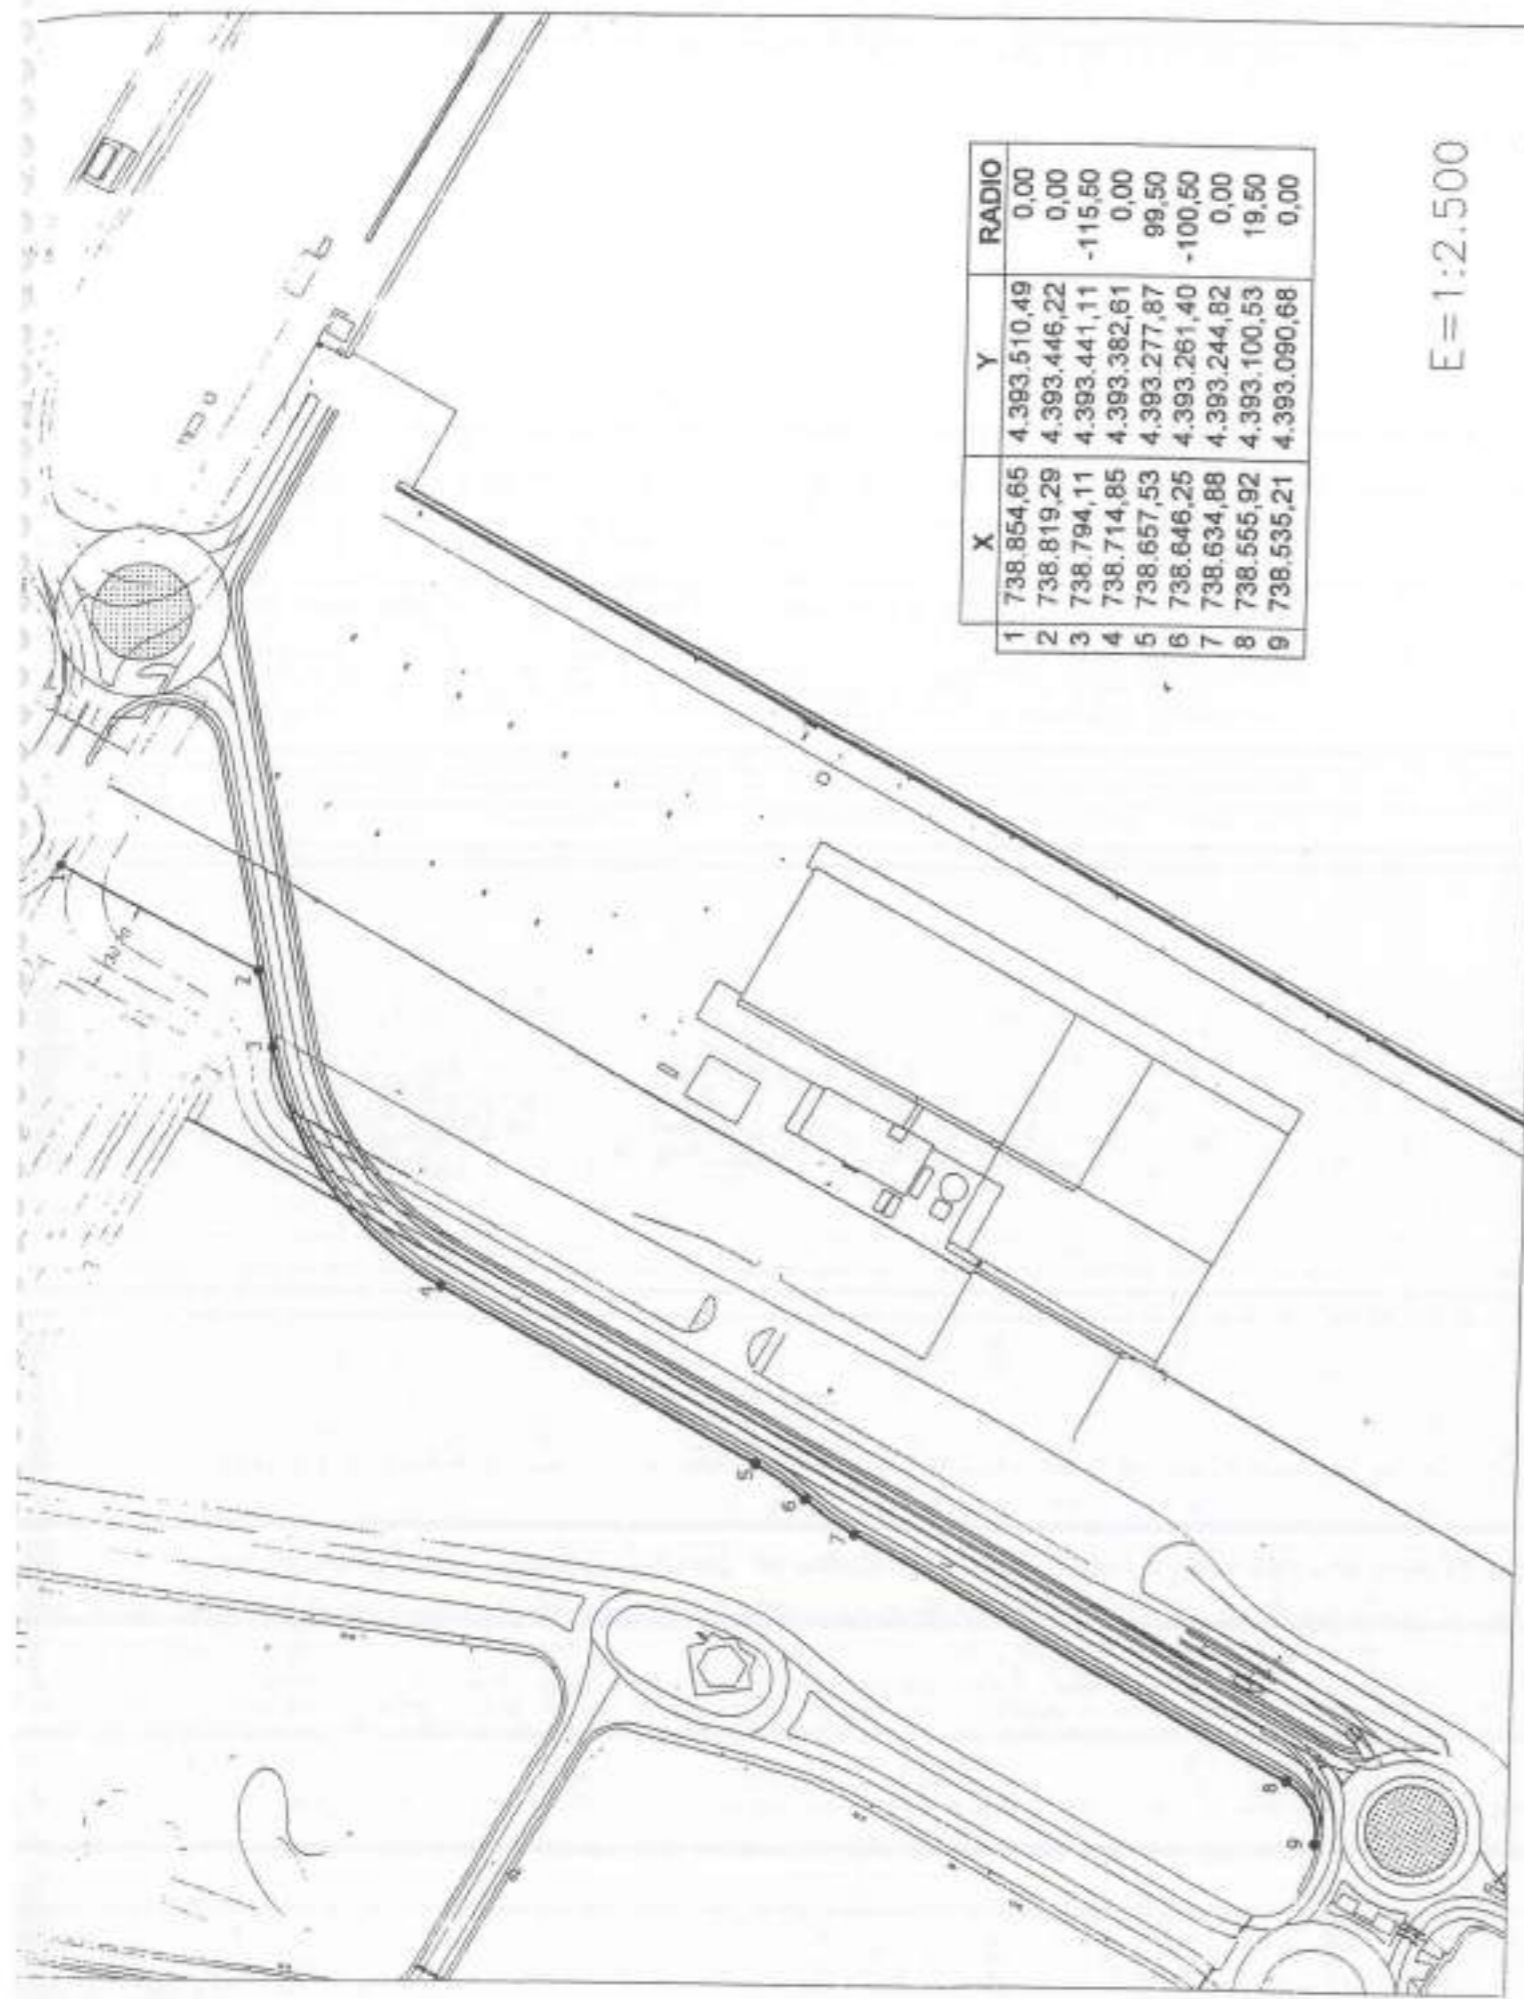 X Y RADIO
1 738.854,65 4.393.510,49 0,00
2 738.819,29 4.393.446,22 0,00
3 738.794,11 4.393.441,11 -115,50
4 738.714,85 4.393.382,61 0,00
5 738.657,53 4.393.277,87 99,50
6 738.646,25 4.393.261,40 -100,50
7 738.634,88 4.393.244,82 0,00
8 738.555,92 4.393.100,53 19,50
9 738.535,21 4.393.090,68 0,00
E=1:2.500
1
2
3
4
5
6
7
8
9